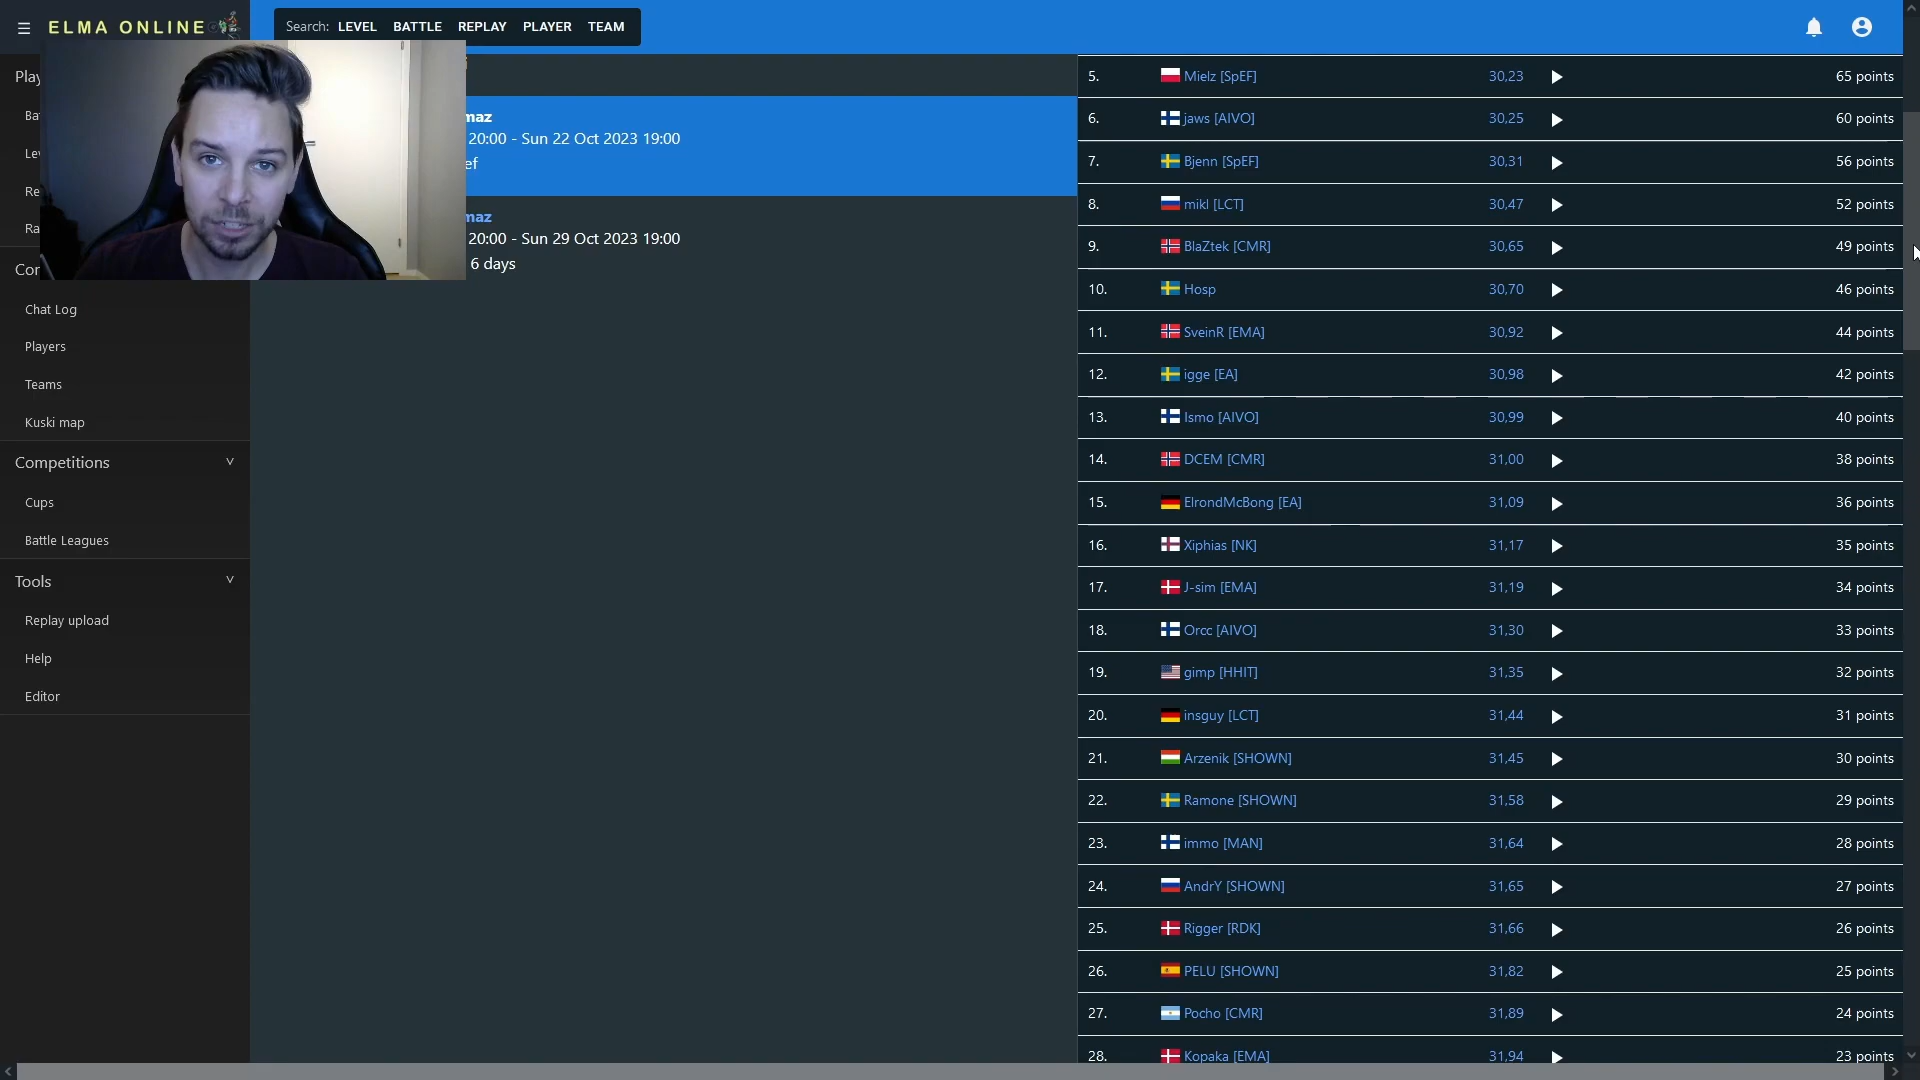 ELMA ONLINE
Search: LEVEL BATTLE REPLAY PLAYER TEAM
Play
Ba
Lev
Re
Ra
Cor
Chat Log
Players
Teams
Kuski map
Competitions
Cups
Battle Leagues
Tools
Replay upload
Help
Editor
maz
20:00 - Sun 22 Oct 2023 19:00
ef
maz
20:00 - Sun 29 Oct 2023 19:00
6 days
5. Mielz [SpEF] 30,23 65 points
6. jaws [AIVO] 30,25 60 points
7. Bjenn [SpEF] 30,31 56 points
8. mikl [LCT] 30,47 52 points
9. BlaZtek [CMR] 30,65 49 points
10. Hosp 30,70 46 points
11. SveinR [EMA] 30,92 44 points
12. igge [EA] 30,98 42 points
13. Ismo [AIVO] 30,99 40 points
14. DCEM [CMR] 31,00 38 points
15. ElrondMcBong [EA] 31,09 36 points
16. Xiphias [NK] 31,17 35 points
17. J-sim [EMA] 31,19 34 points
18. Orcc [AIVO] 31,30 33 points
19. gimp [HHIT] 31,35 32 points
20. insguy [LCT] 31,44 31 points
21. Arzenik [SHOWN] 31,45 30 points
22. Ramone [SHOWN] 31,58 29 points
23. immo [MAN] 31,64 28 points
24. AndrY [SHOWN] 31,65 27 points
25. Rigger [RDK] 31,66 26 points
26. PELU [SHOWN] 31,82 25 points
27. Pocho [CMR] 31,89 24 points
28. Kopaka [EMA] 31,94 23 points